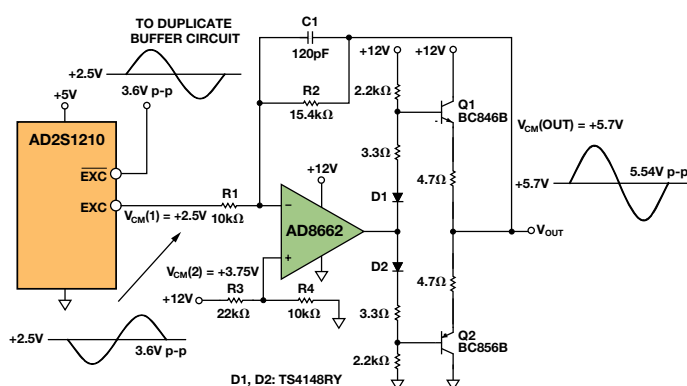 TO DUPLICATE
BUFFER CIRCUIT
+2.5V
3.6V p-p
+5V
AD2S1210
EXC
EXC
VCM(1) = +2.5V
R1
10kΩ
C1
120pF
R2
15.4kΩ
+12V
AD8662
−
+
VCM(2) = +3.75V
+12V
R3
22kΩ
R4
10kΩ
+2.5V
3.6V p-p
+12V
+12V
2.2kΩ
Q1
BC846B
3.3Ω
4.7Ω
D1
D2
4.7Ω
3.3Ω
2.2kΩ
Q2
BC856B
VCM(OUT) = +5.7V
+5.7V
5.54V p-p
VOUT
D1, D2: TS4148RY